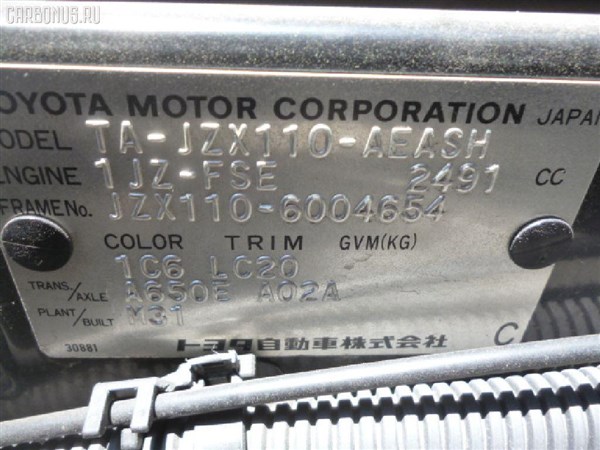 CARBONUS.RU
TOYOTA MOTOR CORPORATION JAPAN
MODEL TA-JZX110-AEASH
ENGINE 1JZ-FSE 2491 CC
FRAME No. JZX110-6004654
COLOR TRIM GVM(KG)
1C6 LC20
TRANS./AXLE A650E A02A
PLANT/BUILT M31
30881 トヨタ自動車株式会社 C